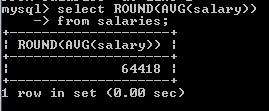 mysql> select ROUND(AVG(salary))
    -> from salaries;
+--------------------+
| ROUND(AVG(salary)) |
+--------------------+
|              64418 |
+--------------------+
1 row in set (0.00 sec)